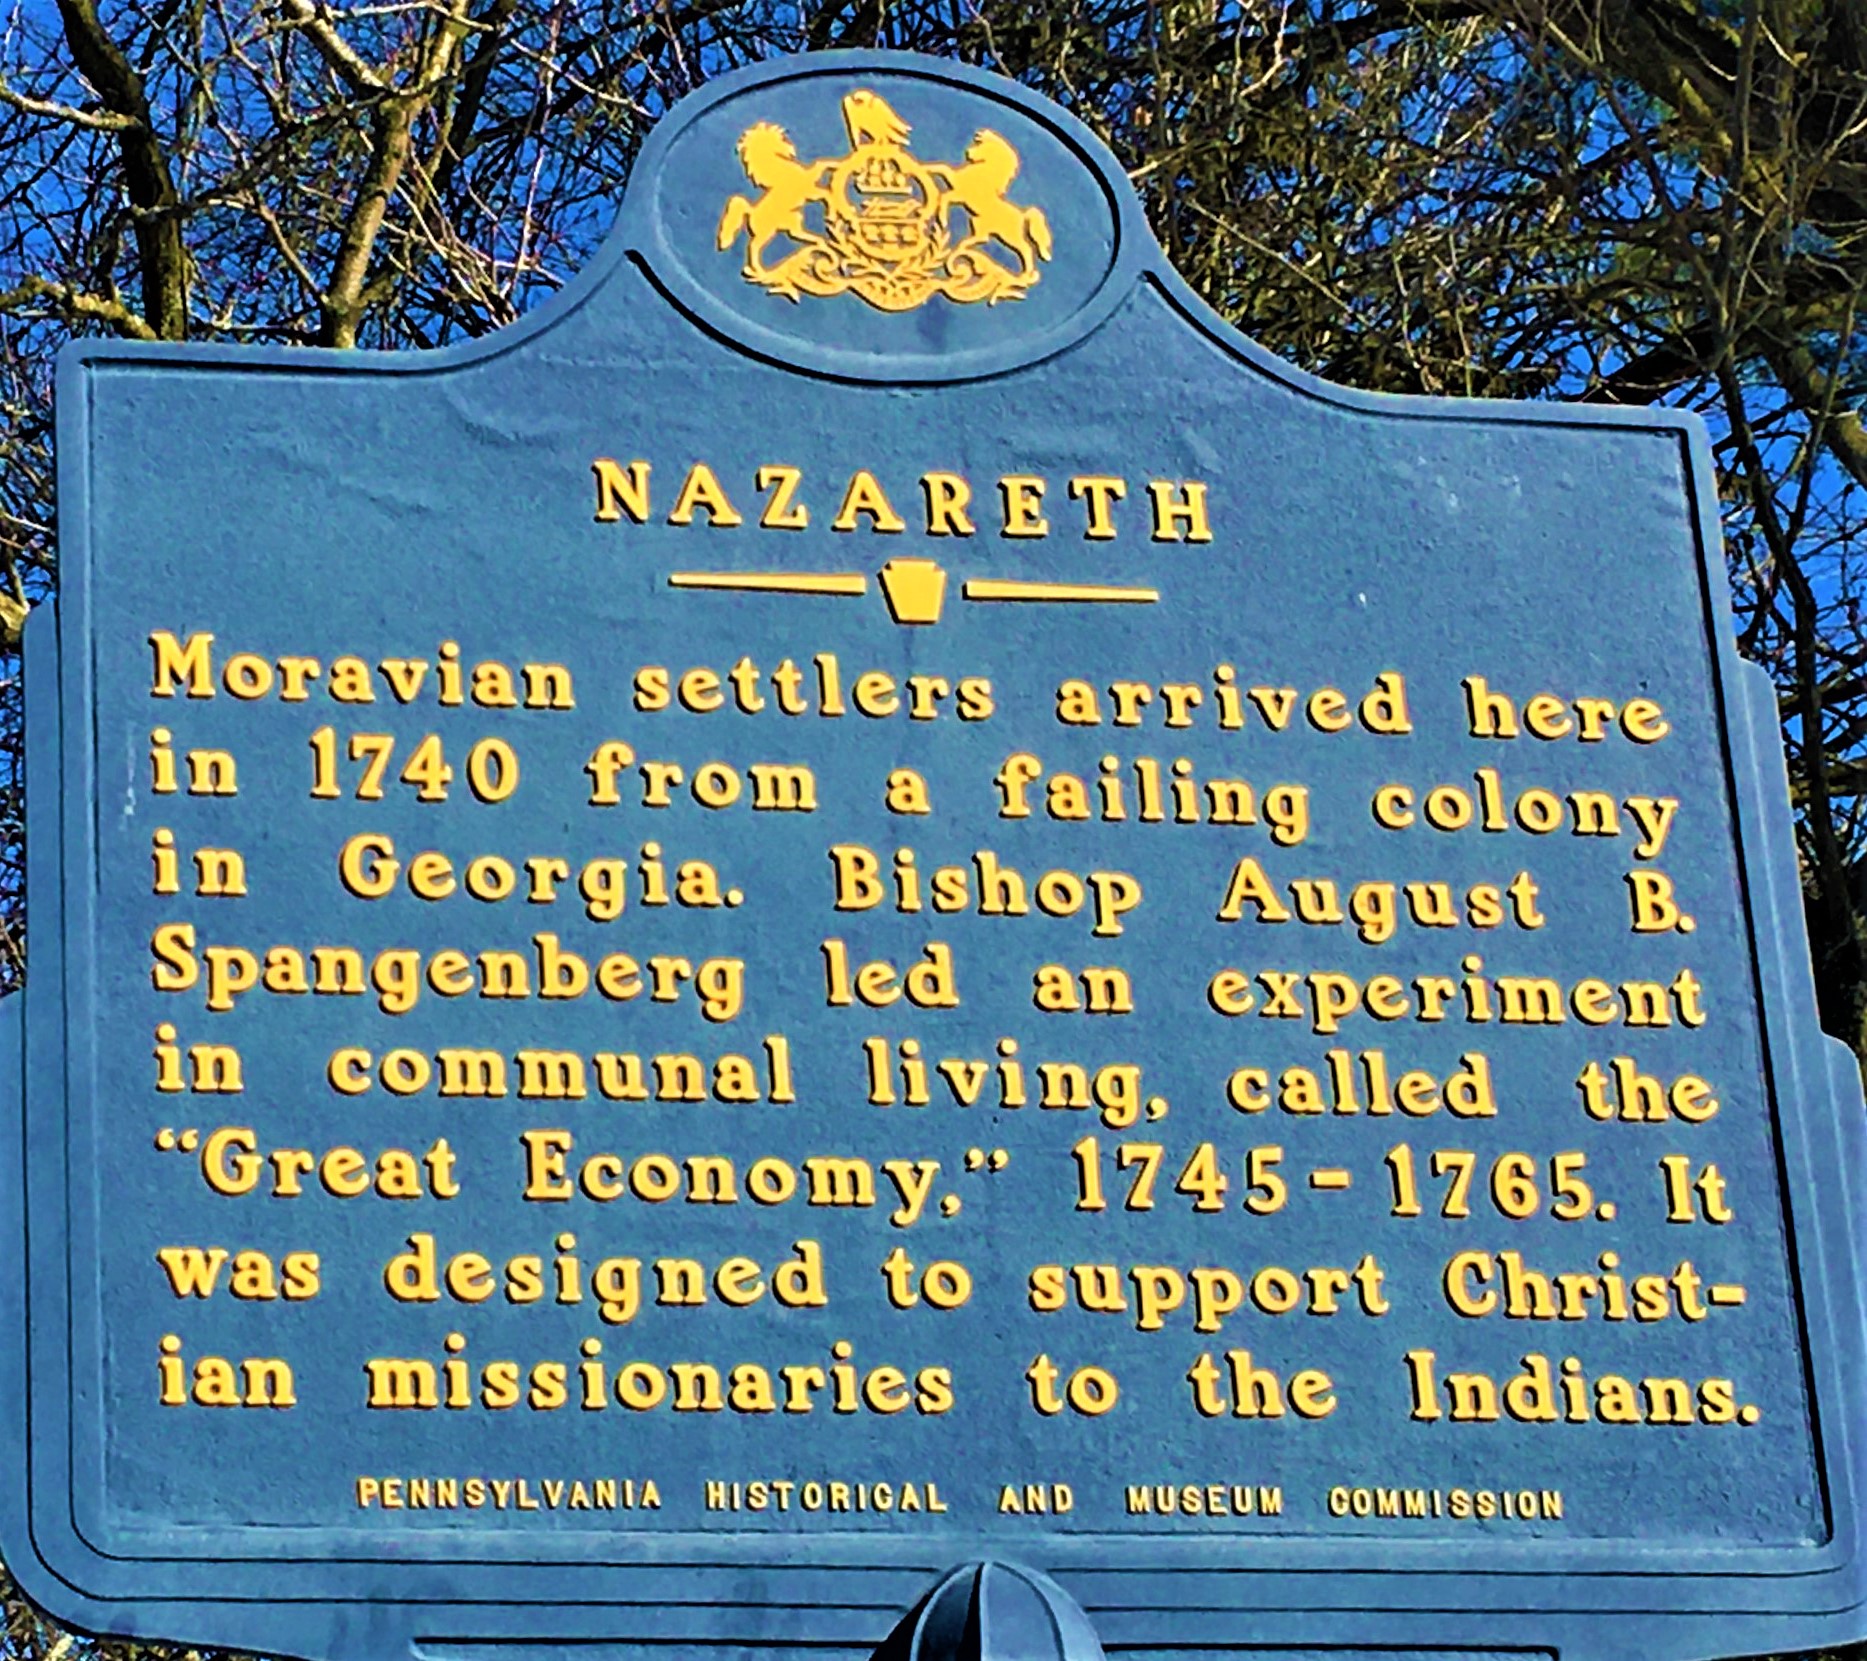 NAZARETH
Moravian settlers arrived here
in 1740 from a failing colony
in Georgia. Bishop August B.
Spangenberg led an experiment
in communal living, called the
“Great Economy,” 1745-1765. It
was designed to support Christ-
ian missionaries to the Indians.
PENNSYLVANIA HISTORICAL AND MUSEUM COMMISSION